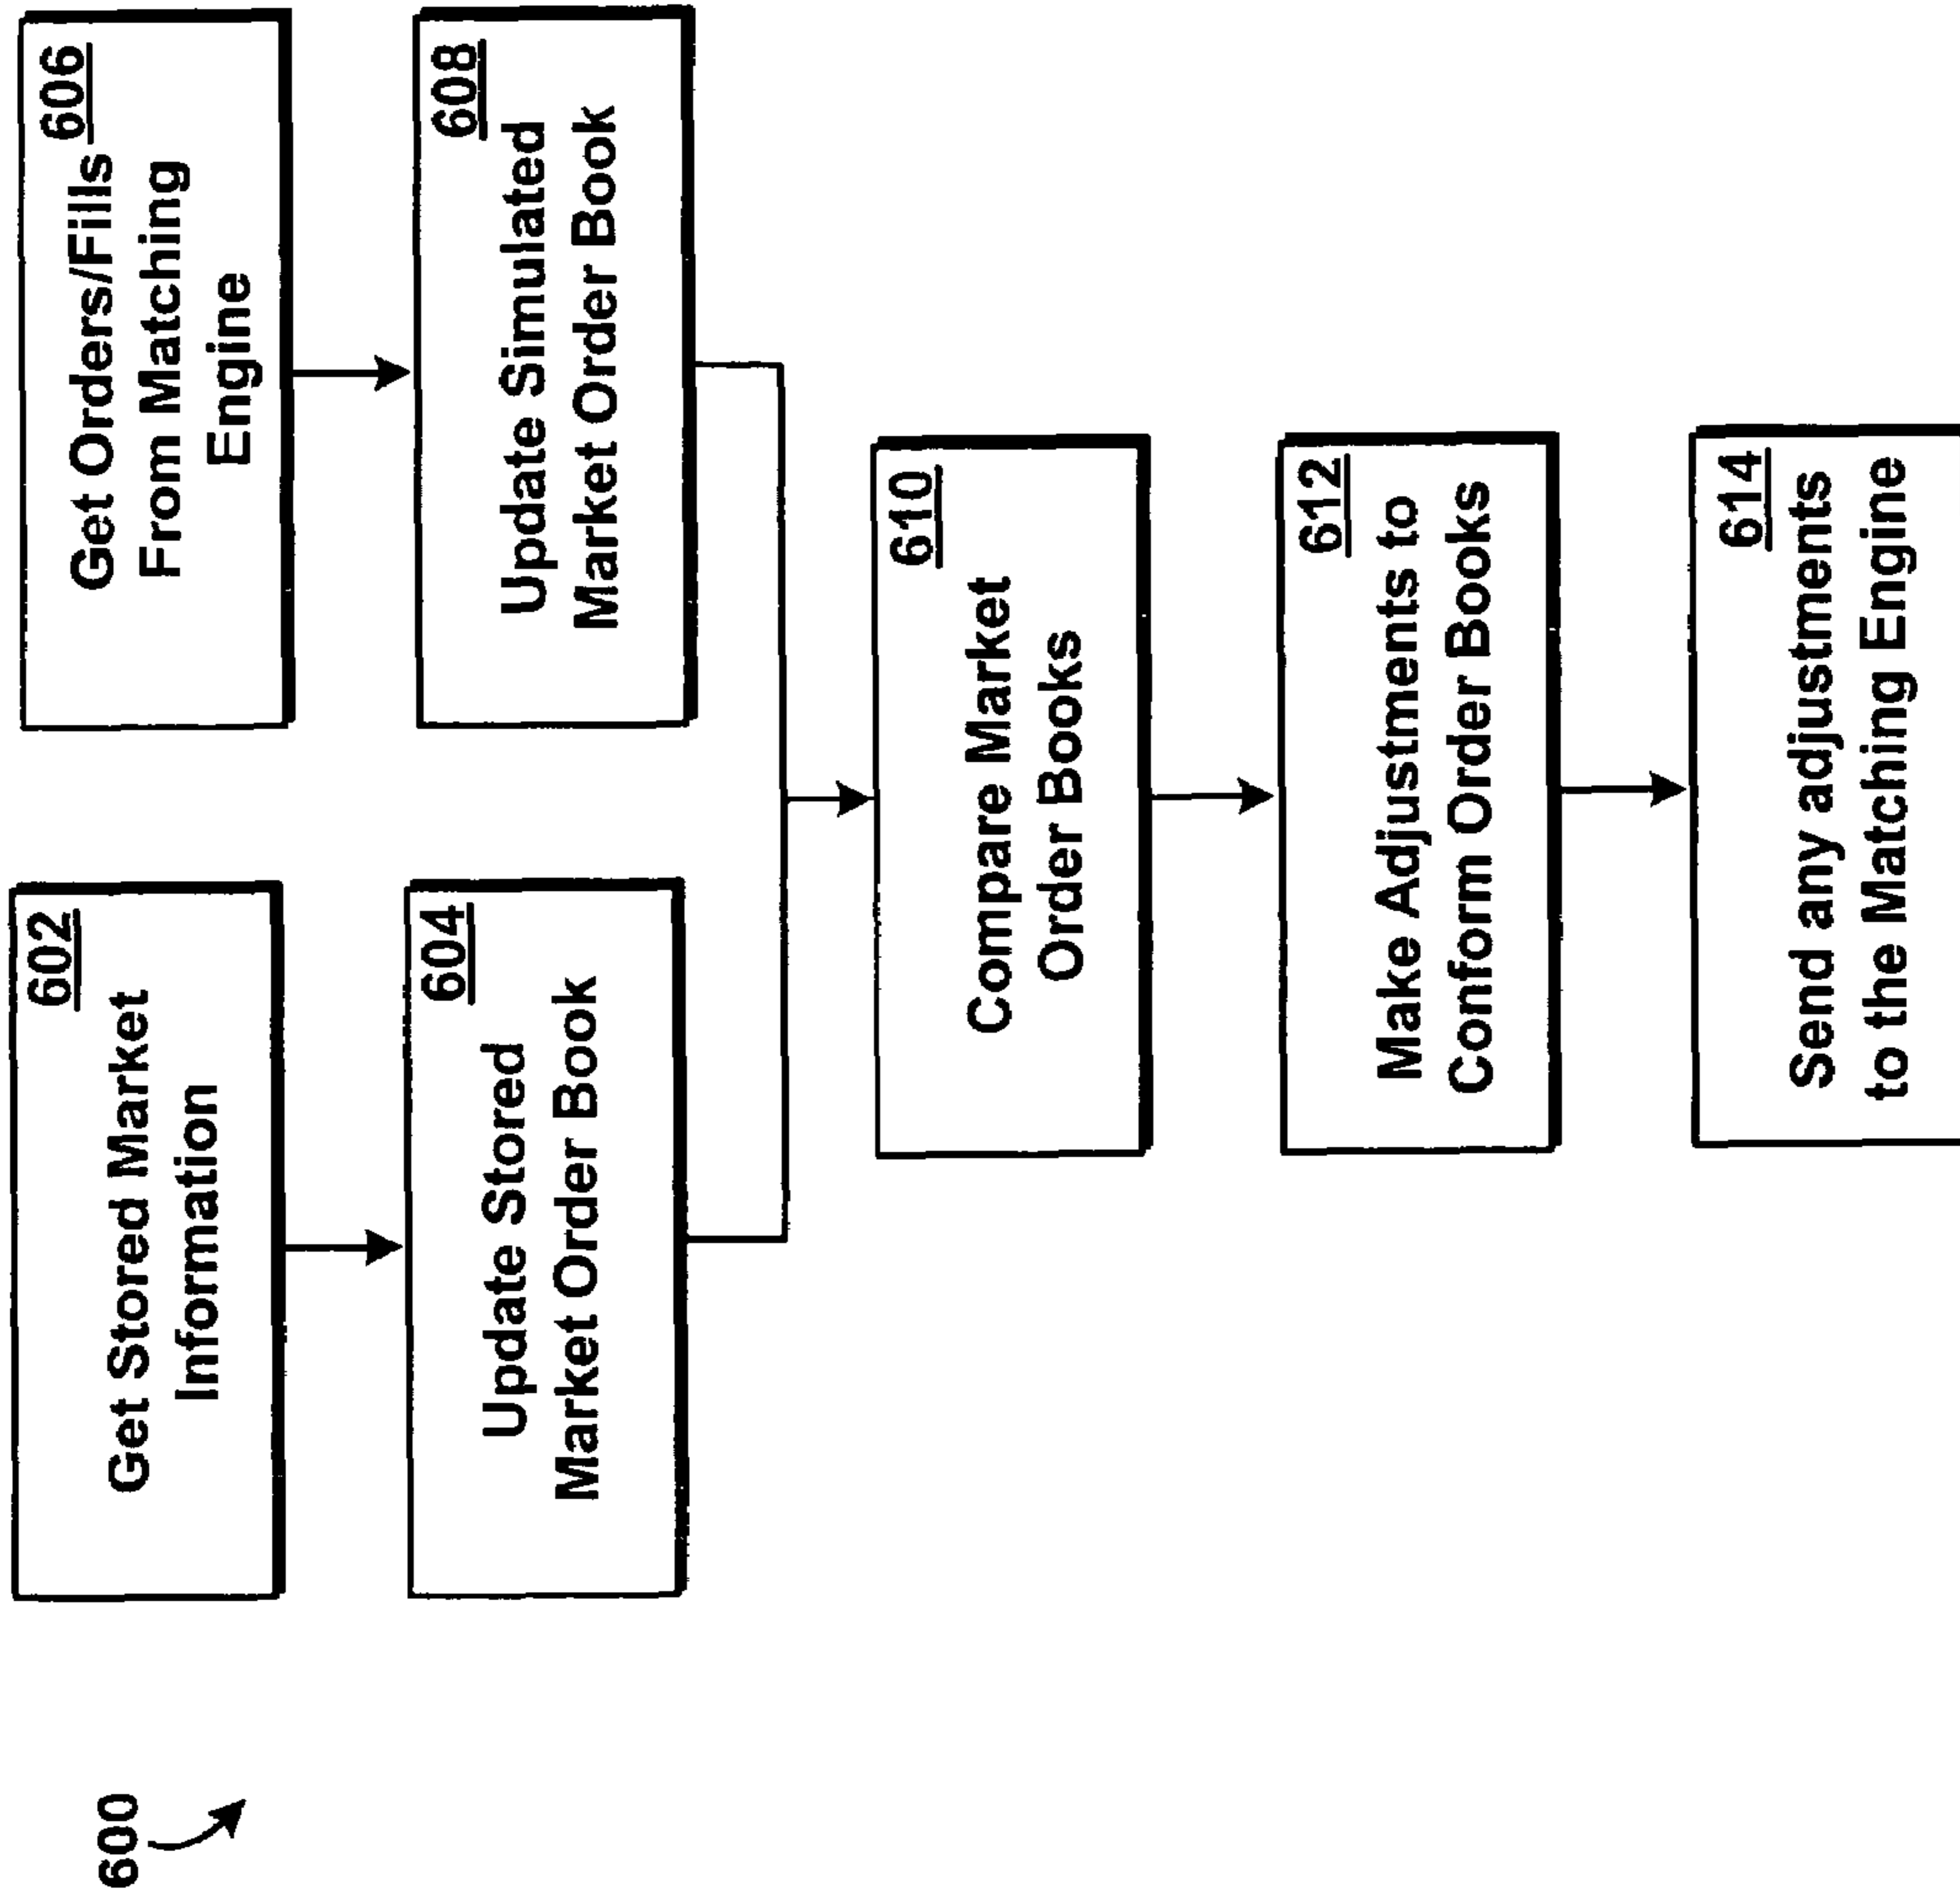 600
602
Get Stored Market
Information
604
Update Stored
Market Order Book
606
Get Orders/Fills
From Matching
Engine
608
Update Simulated
Market Order Book
610
Compare Market
Order Books
612
Make Adjustments to
Conform Order Books
614
Send any adjustments
to the Matching Engine